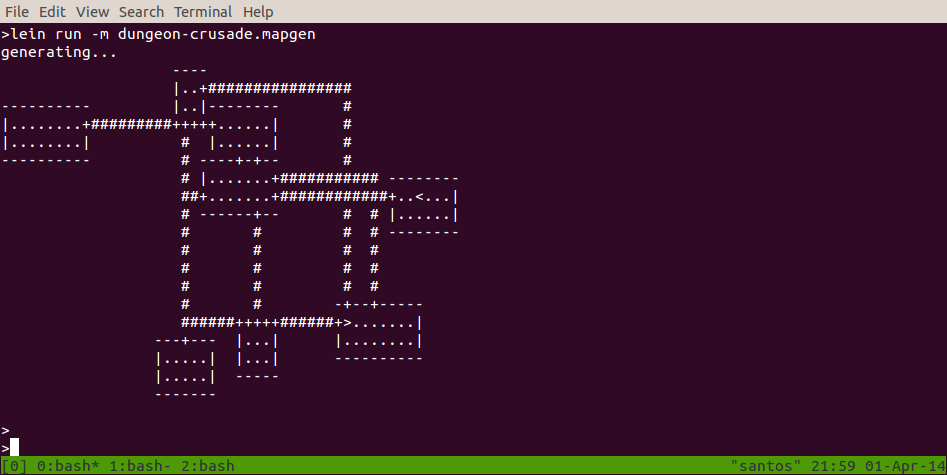 File Edit View Search Terminal Help
>lein run -m dungeon-crusade.mapgen
generating...
                   ----
                   |..+################
----------         |..|--------       #
|........+#########+++++......|       #
|........|          #  |......|       #
----------          # ----+-+--       #
                    # |.......+########### --------
                    ##+.......+############+..<...|
                    # ------+--       #  # |......|
                    #       #         #  # --------
                    #       #         #  #
                    #       #         #  #
                    #       #         #  #
                    #       #        -+--+-----
                    ######+++++######+>.......|
                 ---+---  |...|      |........|
                 |.....|  |...|      ----------
                 |.....|  -----
                 -------
>
>
[0] 0:bash* 1:bash- 2:bash "santos" 21:59 01-Apr-14